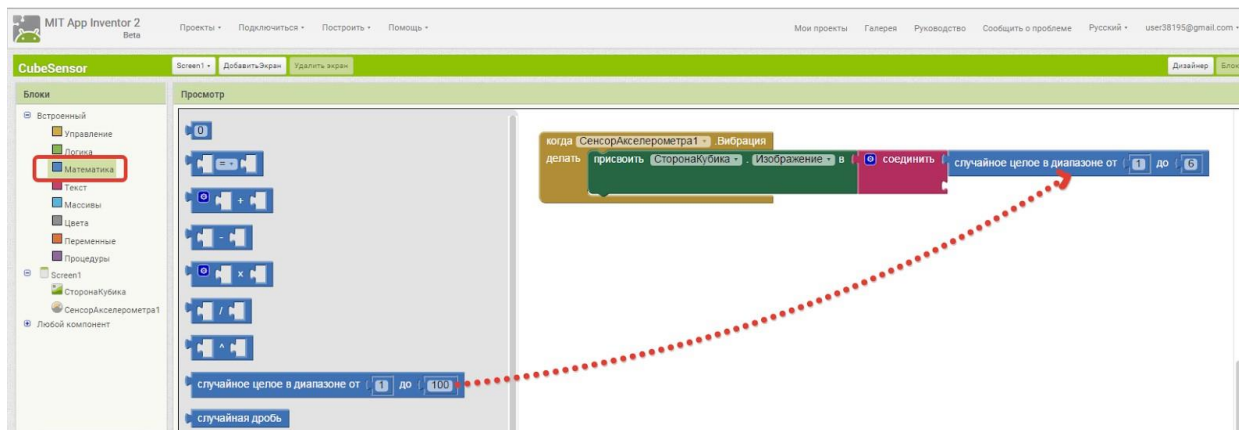 MIT App Inventor 2
Beta
Проекты Подключиться Построить Помощь
Мои проекты Галерея Руководство Сообщить о проблеме Русский user38195@gmail.com
CubeSensor
Screen1 ДобавитьЭкран Удалить экран
Дизайнер Блок
Блоки
Просмотр
Встроенный
Управление
Логика
Математика
Текст
Массивы
Цвета
Переменные
Процедуры
Screen1
СторонаКубика
СенсорАкселерометра1
Любой компонент
0
=
+
-
×
/
^
случайное целое в диапазоне от 1 до 100
случайная дробь
когда СенсорАкселерометра1 .Вибрация
делать присвоить СторонаКубика . Изображение в соединить случайное целое в диапазоне от 1 до 6